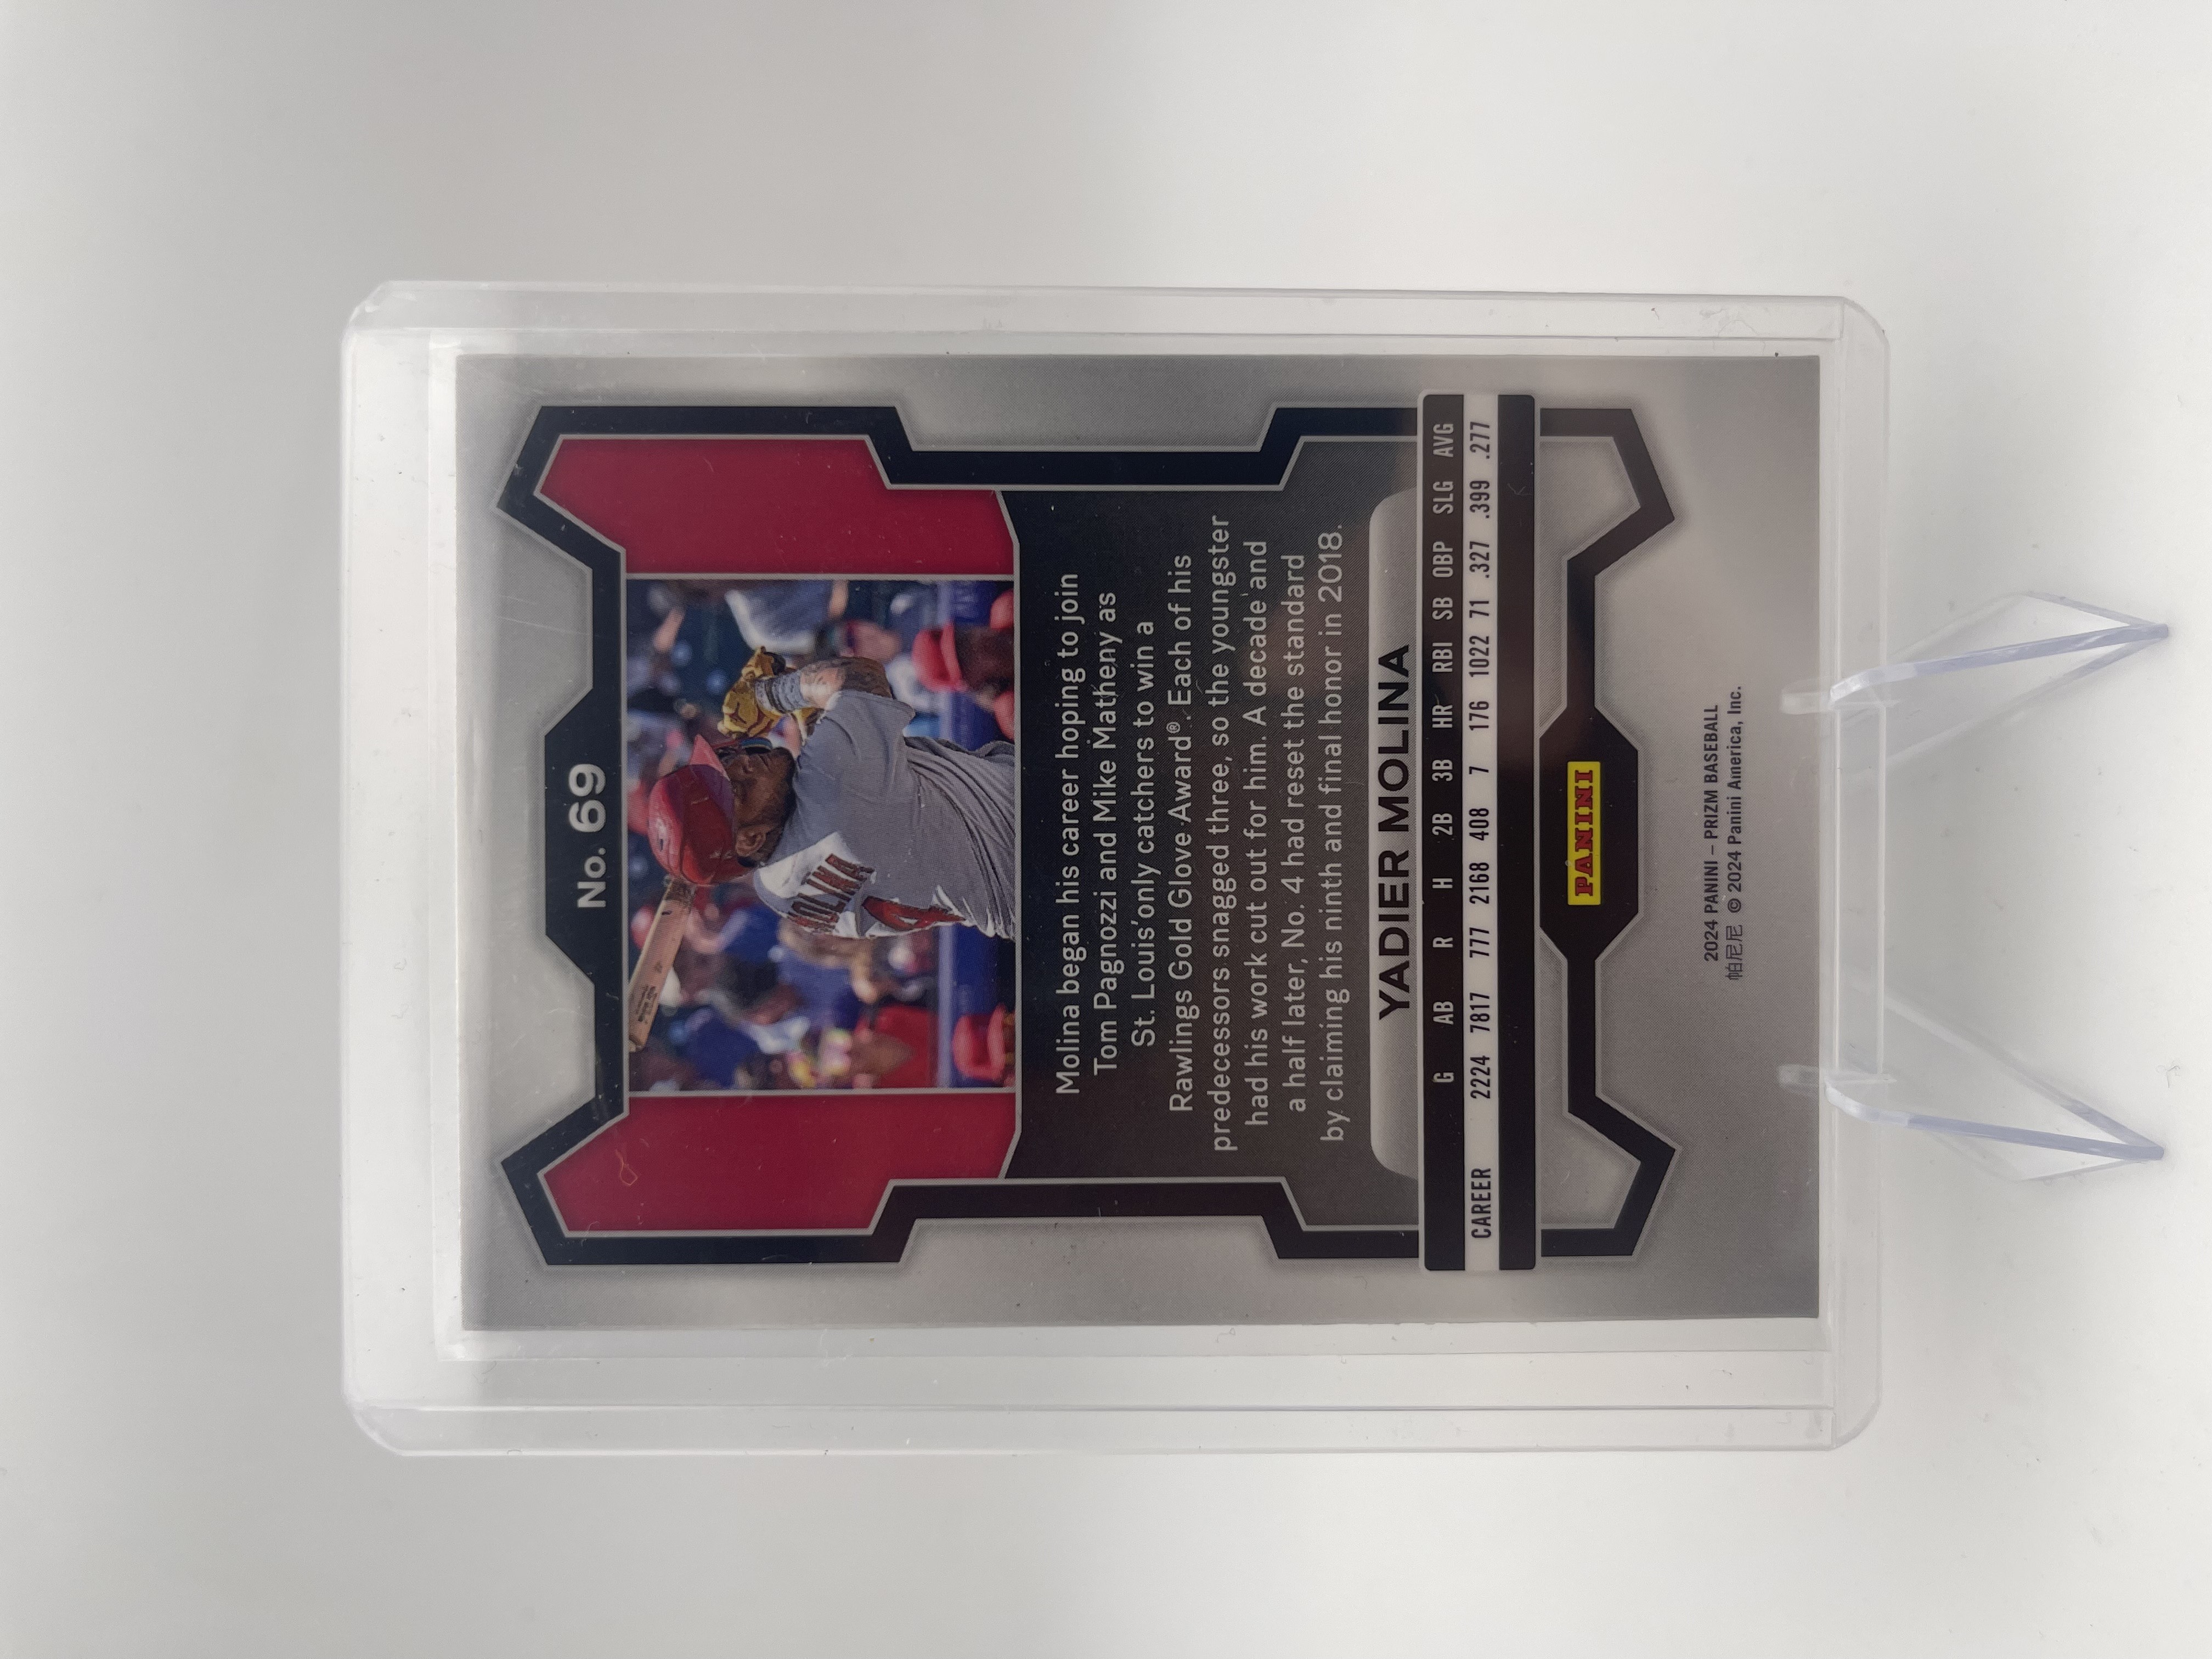 No. 69
MOLINA
4
Molina began his career hoping to join
Tom Pagnozzi and Mike Matheny as
St. Louis' only catchers to win a
Rawlings Gold Glove Award®. Each of his
predecessors snagged three, so the youngster
had his work cut out for him. A decade and
a half later, No. 4 had reset the standard
by claiming his ninth and final honor in 2018.
YADIER MOLINA
G AB R H 2B 3B HR RBI SB OBP SLG AVG
CAREER 2224 7817 777 2168 408 7 176 1022 71 .327 .399 .277
PANINI
2024 PANINI – PRIZM BASEBALL
帕尼尼 © 2024 Panini America, Inc.